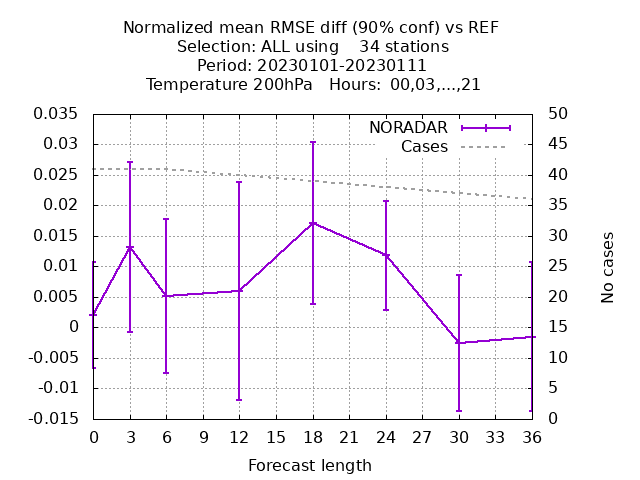 Normalized mean RMSE diff (90% conf) vs REF
Selection: ALL using    34 stations
Period: 20230101-20230111
Temperature 200hPa   Hours:  00,03,...,21
0.035
0.03
0.025
0.02
0.015
0.01
0.005
0
-0.005
-0.01
-0.015
NORADAR
Cases
50
45
40
35
30
25
20
15
10
5
0
No cases
0 3 6 9 12 15 18 21 24 27 30 33 36
Forecast length